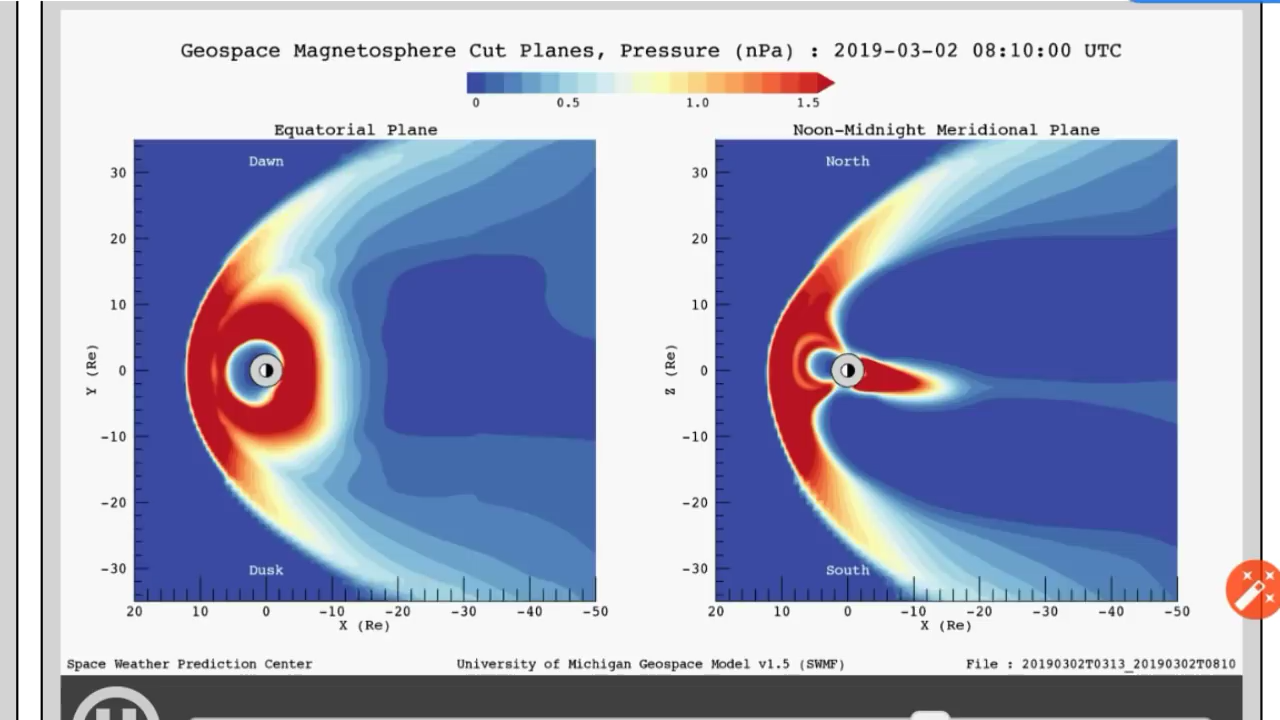 Geospace Magnetosphere Cut Planes, Pressure (nPa) : 2019-03-02 08:10:00 UTC
0 0.5 1.0 1.5
Equatorial Plane
Dawn
30
20
10
0
-10
-20
-30
Y (Re)
Dusk
20 10 0 -10 -20 -30 -40 -50
X (Re)
Noon-Midnight Meridional Plane
North
30
20
10
0
-10
-20
-30
Z (Re)
South
20 10 0 -10 -20 -30 -40 -50
X (Re)
Space Weather Prediction Center
University of Michigan Geospace Model v1.5 (SWMF)
File : 20190302T0313_20190302T0810